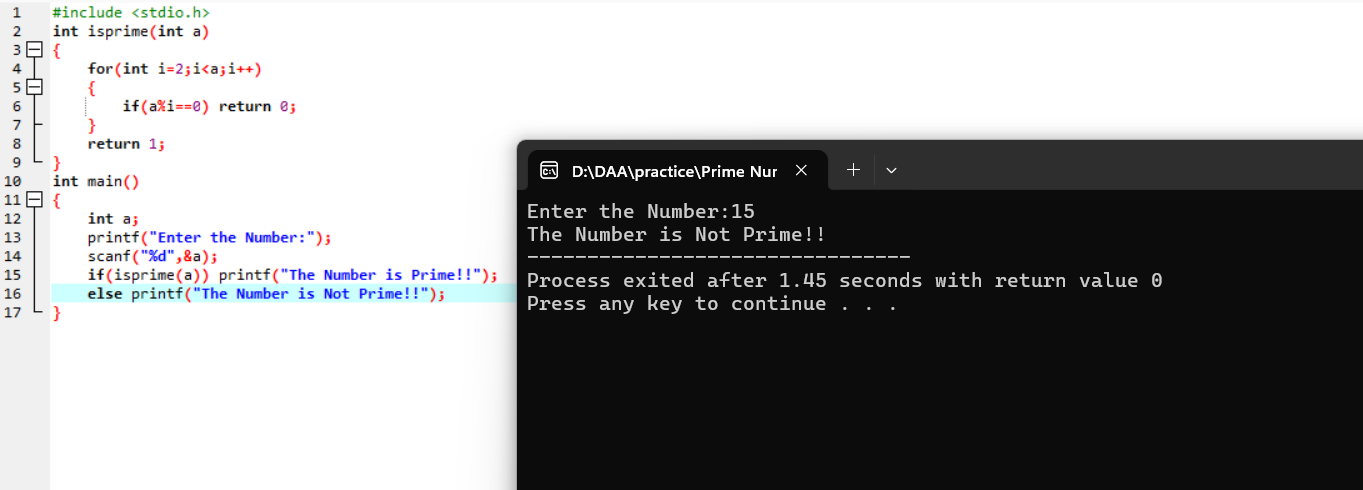 1 #include <stdio.h>
2 int isprime(int a)
3 {
4 for(int i=2;i<a;i++)
5 {
6 if(a%i==0) return 0;
7 }
8 return 1;
9 }
10 int main()
11 {
12 int a;
13 printf("Enter the Number:");
14 scanf("%d",&a);
15 if(isprime(a)) printf("The Number is Prime!!");
16 else printf("The Number is Not Prime!!");
17 }
D:\DAA\practice\Prime Nur
Enter the Number:15
The Number is Not Prime!!
--------------------------------
Process exited after 1.45 seconds with return value 0
Press any key to continue . . .